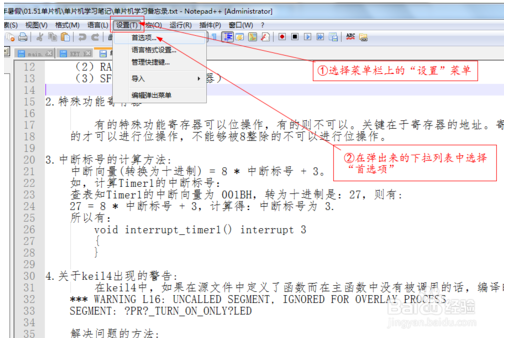 年暑假\01.51单片机\单片机学习笔记\单片机学习备忘录.txt - Notepad++ [Administrator]
视图(V) 格式(M) 语言(L) 设置(T) 宏(O) 运行(R) 插件(P) 窗口(W) ?
首选项...
语言格式设置...
管理快捷键...
导入
编辑弹出菜单
①选择菜单栏上的“设置”菜单
②在弹出来的下拉列表中选择
“首选项”
12 （2）RA
13 （3）SF
14
15 2.特殊功能寄存器
16
17 有的特殊功能寄存器可以位操作，有的则不可以。关键在于寄存器的地址。寄
18 的才可以进行位操作，不能够被8整除的不可以进行位操作。
19
20 3.中断标号的计算方法：
21 中断向量(转换为十进制) = 8 * 中断标号 + 3。
22 如，计算Timer1的中断标号：
23 查表知Timer1的中断向量为 001BH，转为十进制是：27，则有：
24 27 = 8 * 中断标号 + 3，计算得：中断标号为 3.
25 所以有：
26 void interrupt_timer1() interrupt 3
27 {
28 }
29
30 4.关于keil4出现的警告：
31 在keil4中，如果在源文件中定义了函数而在主函数中没有被调用的话，编译的
32 *** WARNING L16: UNCALLED SEGMENT, IGNORED FOR OVERLAY PROCESS
33 SEGMENT: ?PR?_TURN_ON_ONLY?LED
34
35 解决问题的方法：
Baidu 经验
jingyan.baidu.com